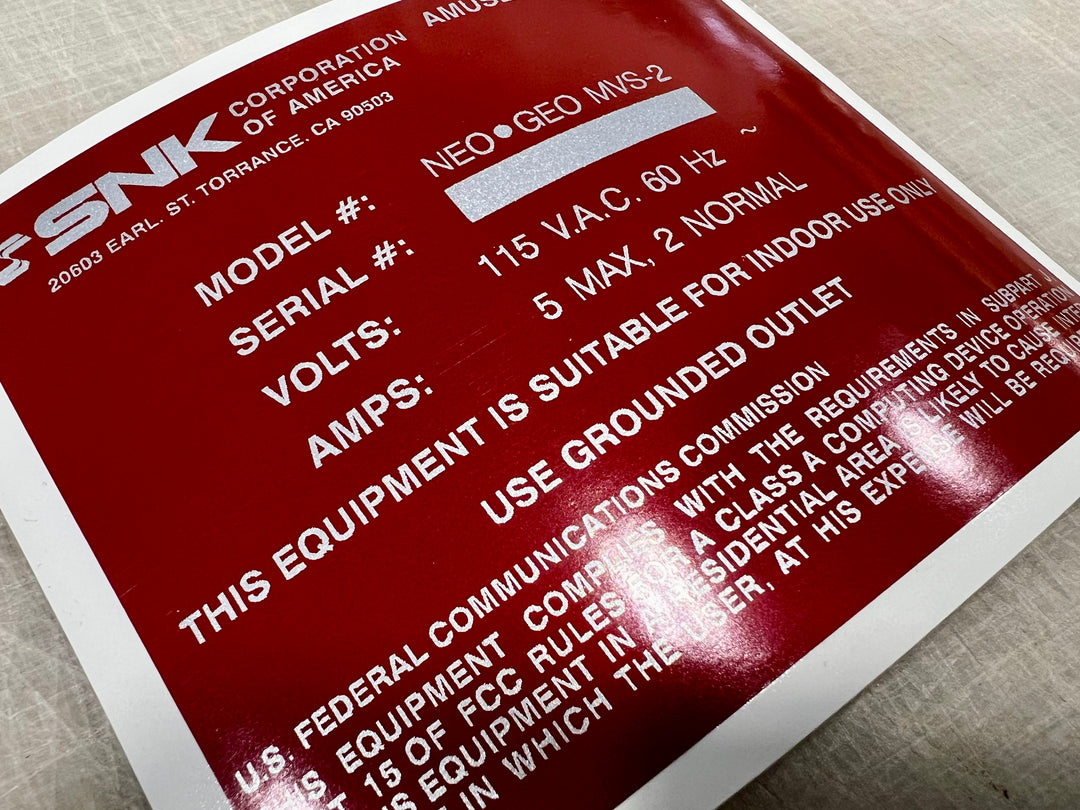 AMUSE
SNK CORPORATION
OF AMERICA
20603 EARL. ST. TORRANCE. CA 90503
MODEL #: NEO•GEO MVS-2
SERIAL #:
VOLTS: 115 V.A.C. 60 Hz ~
AMPS: 5 MAX, 2 NORMAL
THIS EQUIPMENT IS SUITABLE FOR INDOOR USE ONLY
USE GROUNDED OUTLET
U.S. FEDERAL COMMUNICATIONS COMMISSION
EQUIPMENT COMPLIES WITH THE REQUIREMENTS IN SUBPART
15 OF FCC RULES FOR A CLASS A COMPUTING DEVICE OPERATION
EQUIPMENT IN A RESIDENTIAL AREA IS LIKELY TO CAUSE
IN WHICH THE USER, AT HIS EXPENSE WILL BE